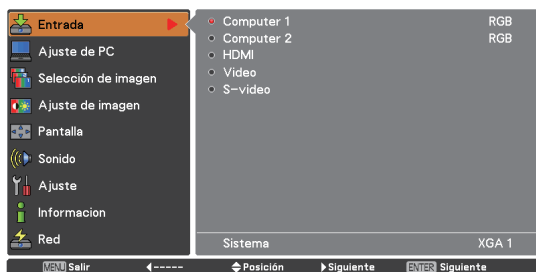 Entrada
Ajuste de PC
Selección de imagen
Ajuste de imagen
Pantalla
Sonido
Ajuste
Informacion
Red
Computer 1 RGB
Computer 2 RGB
HDMI
Video
S-video
Sistema XGA 1
MENU Salir ----- Posición Siguiente ENTER Siguiente